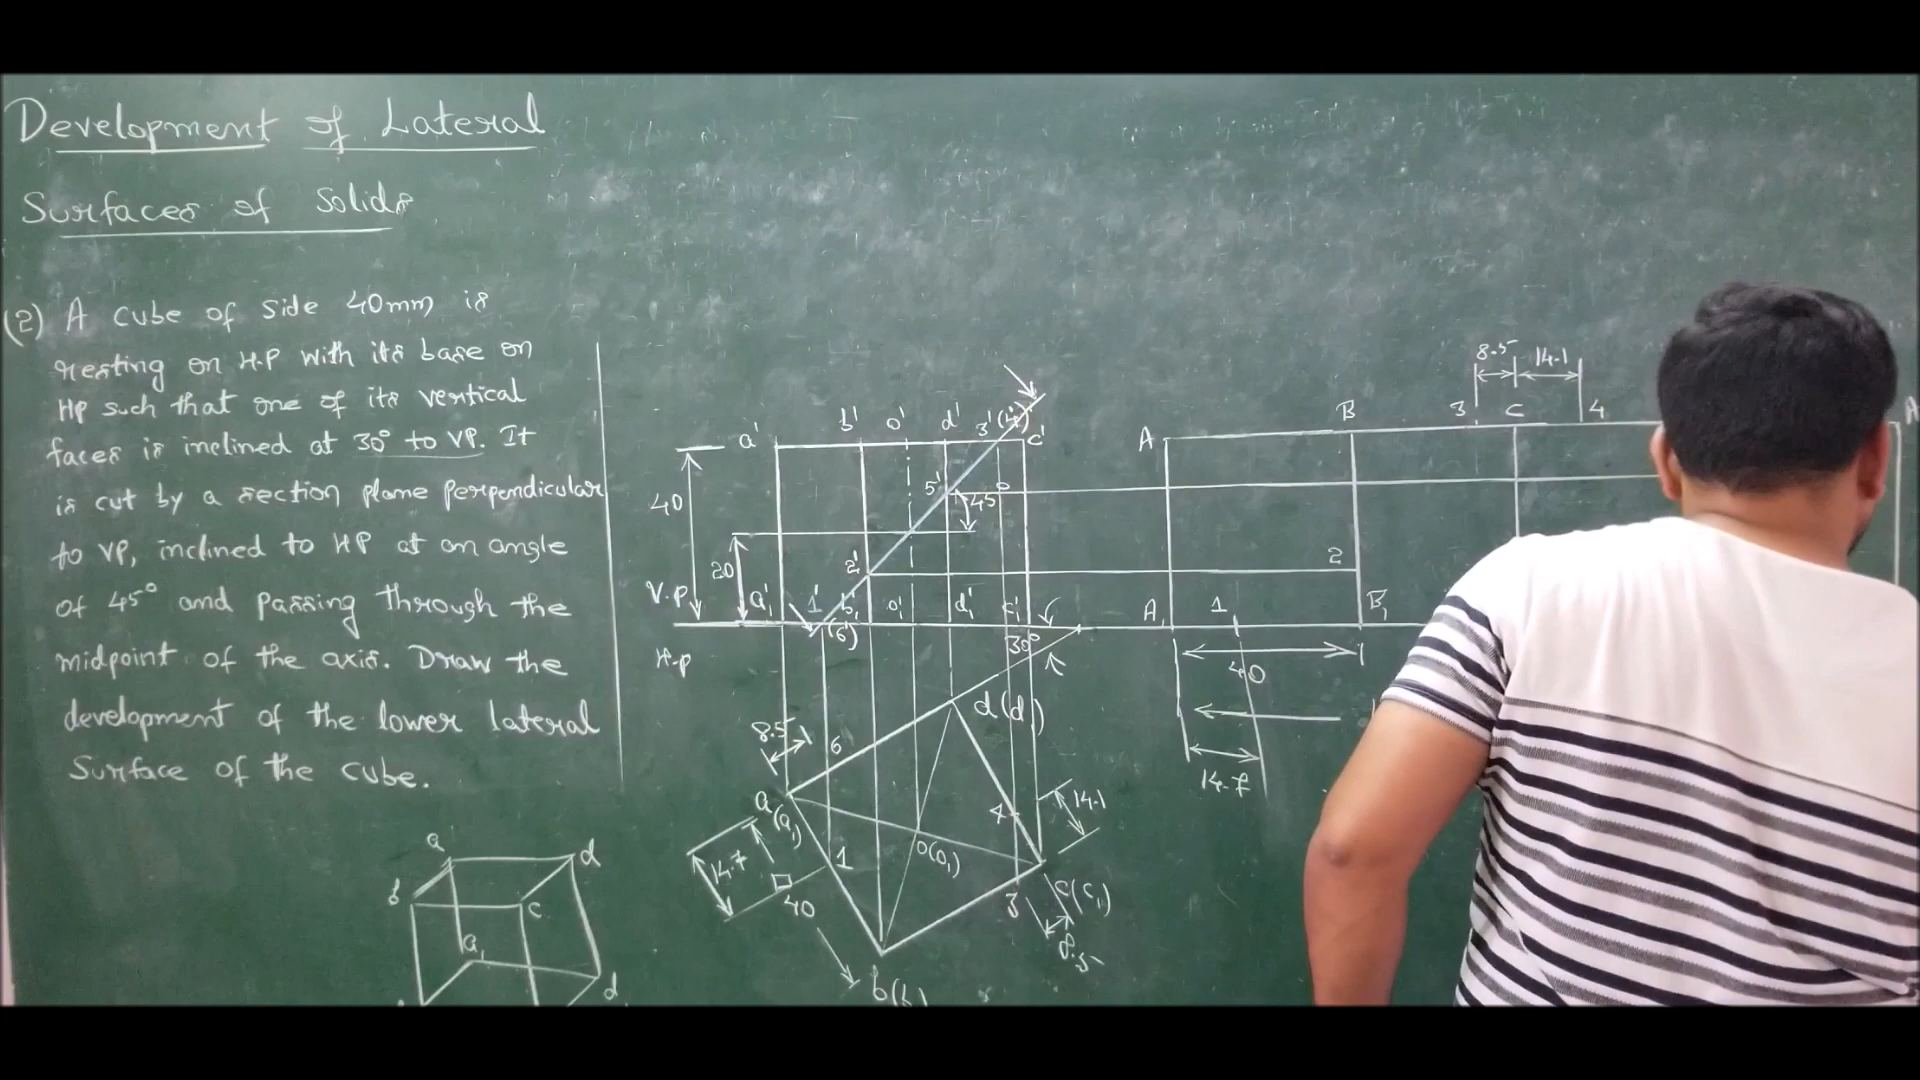 Development of Lateral
Surfaces of Solids
(2) A cube of side 40mm is
resting on H.P with its base on
HP such that one of its vertical
faces is inclined at 30° to VP. It
is cut by a section plane perpendicular
to VP, inclined to HP at an angle
of 45° and passing through the
midpoint of the axis. Draw the
development of the lower lateral
Surface of the cube.
a' b' o' d' 3'(4') c'
5' 45°
40
20
2'
V.P a₁' 1' b₁' o₁' d₁' c₁'
(6')
H.P
30°
d(d₁)
8.5
6
a
(a₁)
14.7
1
40
o(o₁)
4
14.1
3
c(c₁)
8.5
8.5 14.1
A B 3 C 4 A
2
A₁ 1 B₁
40
14.7
a d
b c
a₁
d